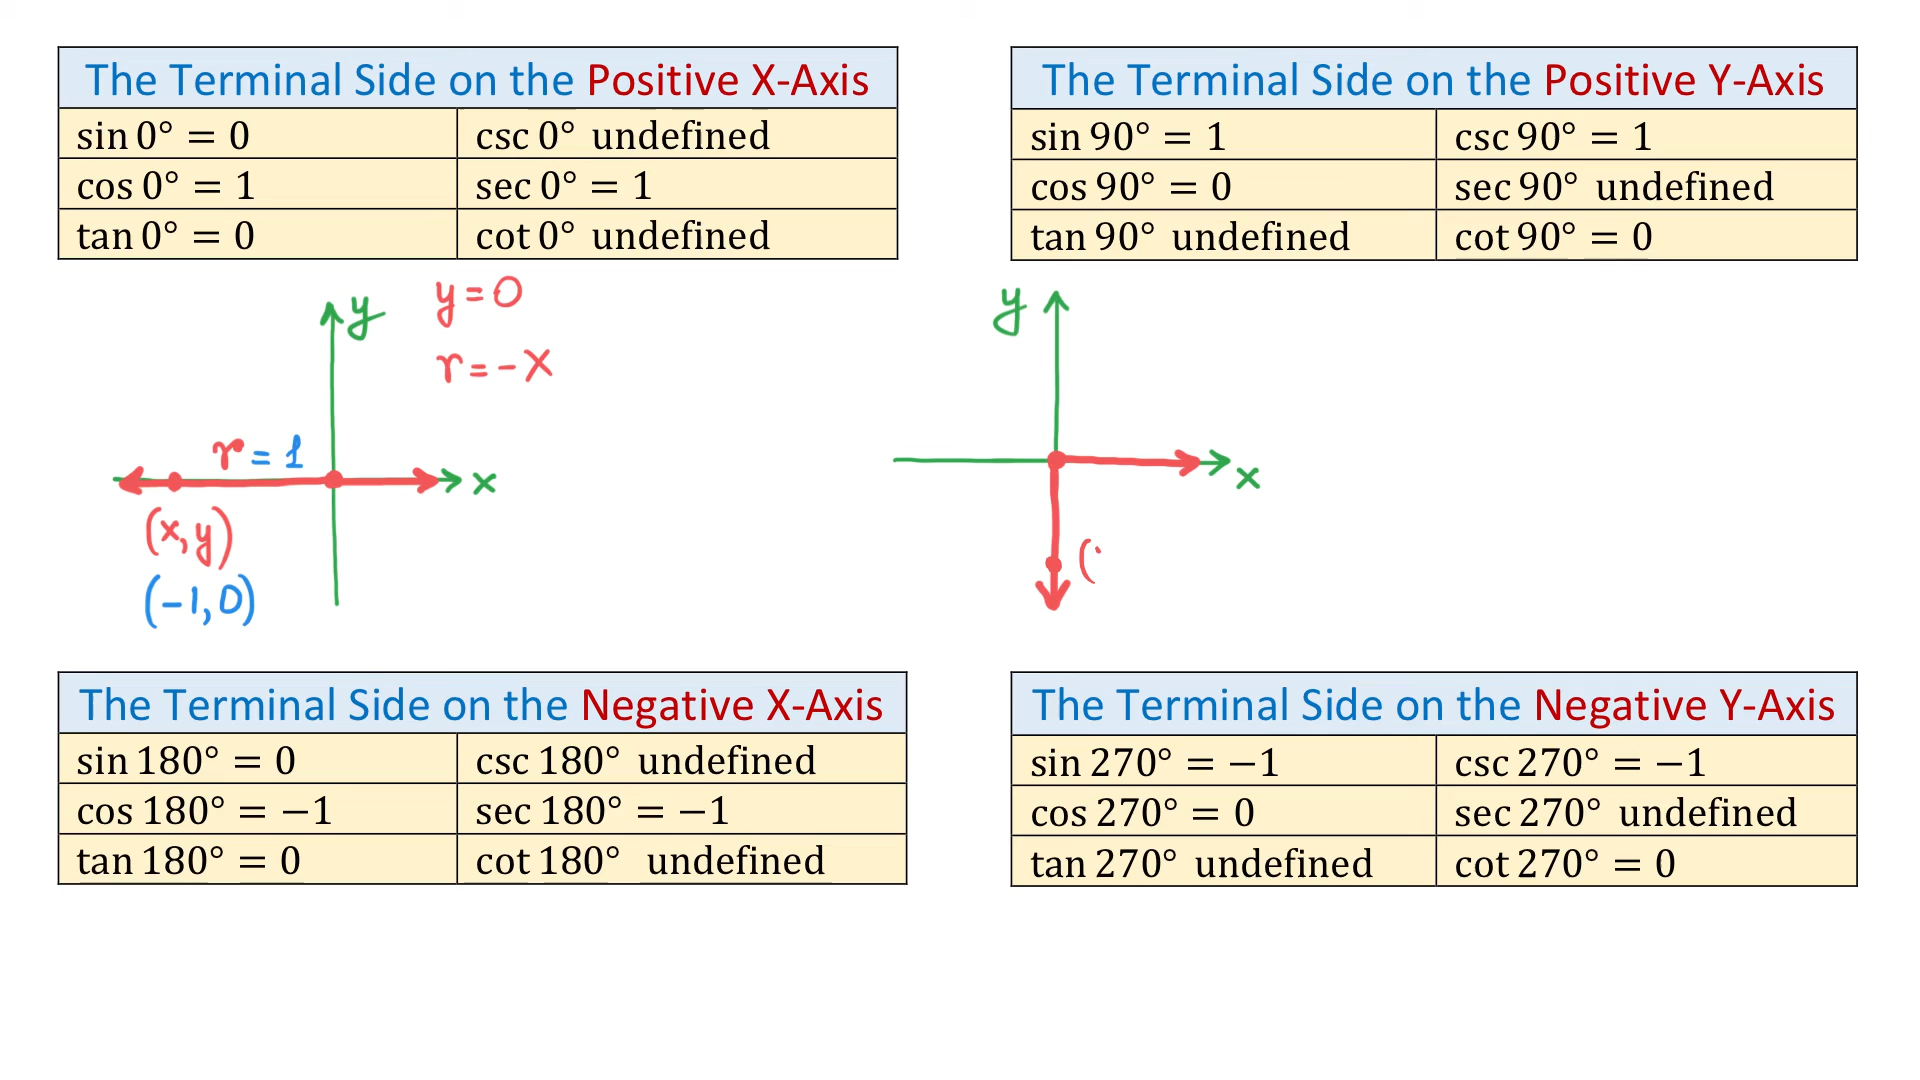 The Terminal Side on the Positive X-Axis
sin 0° = 0 csc 0° undefined
cos 0° = 1 sec 0° = 1
tan 0° = 0 cot 0° undefined
The Terminal Side on the Positive Y-Axis
sin 90° = 1 csc 90° = 1
cos 90° = 0 sec 90° undefined
tan 90° undefined cot 90° = 0
y
y = 0
r = -x
r = 1
x
(x, y)
(-1, 0)
y
x
(
The Terminal Side on the Negative X-Axis
sin 180° = 0 csc 180° undefined
cos 180° = −1 sec 180° = −1
tan 180° = 0 cot 180° undefined
The Terminal Side on the Negative Y-Axis
sin 270° = −1 csc 270° = −1
cos 270° = 0 sec 270° undefined
tan 270° undefined cot 270° = 0